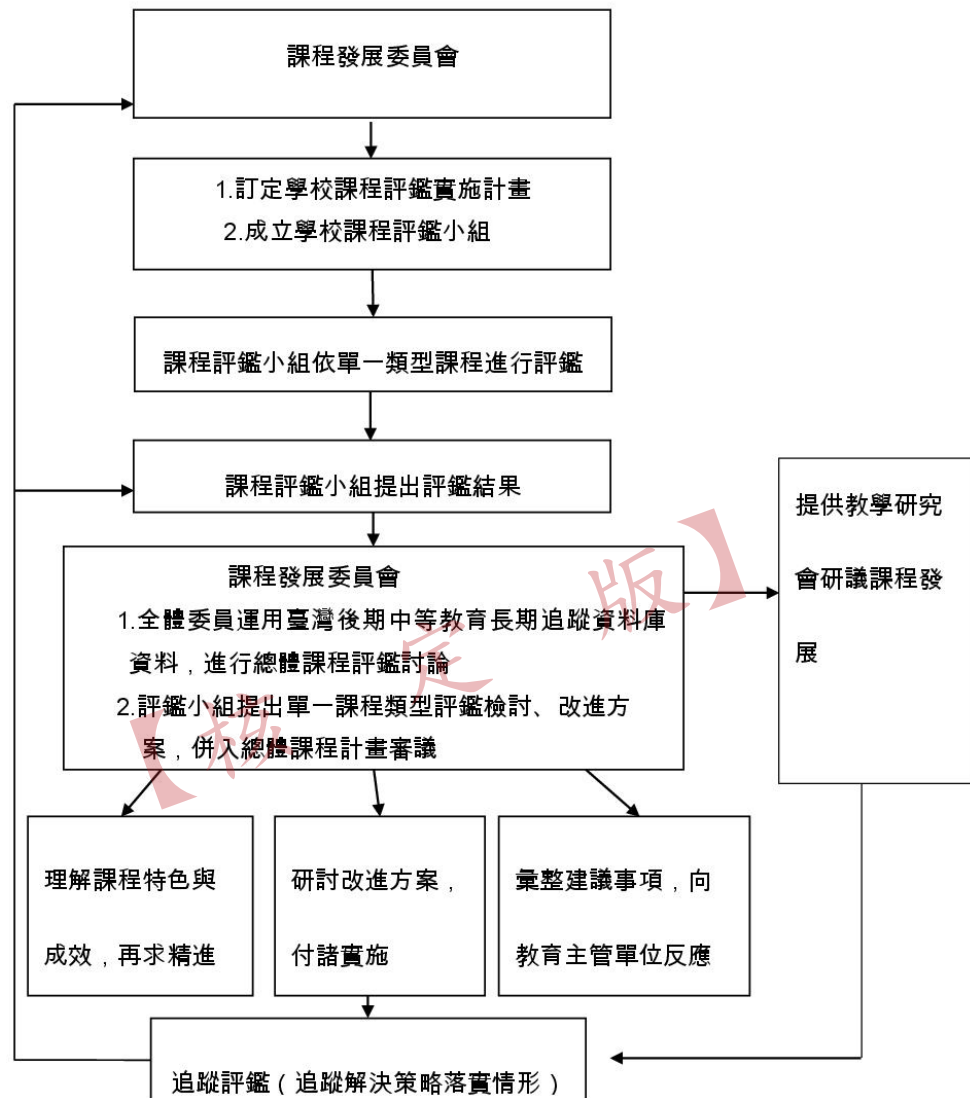 課程發展委員會
1.訂定學校課程評鑑實施計畫
2.成立學校課程評鑑小組
課程評鑑小組依單一類型課程進行評鑑
課程評鑑小組提出評鑑結果
提供教學研究
會研議課程發
展
課程發展委員會
1.全體委員運用臺灣後期中等教育長期追蹤資料庫
資料，進行總體課程評鑑討論
2.評鑑小組提出單一課程類型評鑑檢討、改進方
案，併入總體課程計畫審議
【核定版】
理解課程特色與
成效，再求精進
研討改進方案，
付諸實施
彙整建議事項，向
教育主管單位反應
追蹤評鑑（追蹤解決策略落實情形）